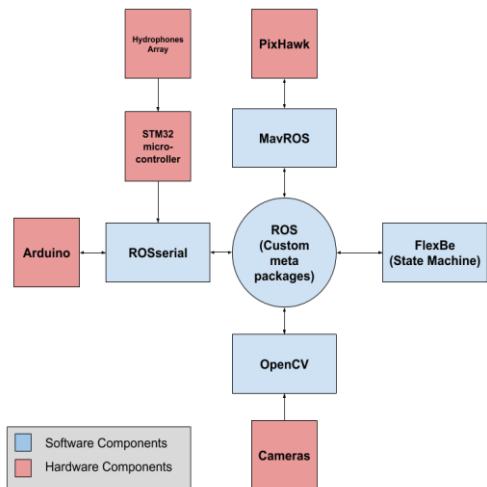 Hydrophones
Array
PixHawk
STM32
micro-
controller
MavROS
Arduino
ROSserial
ROS
(Custom
meta
packages)
FlexBe
(State Machine)
OpenCV
Software Components
Hardware Components
Cameras